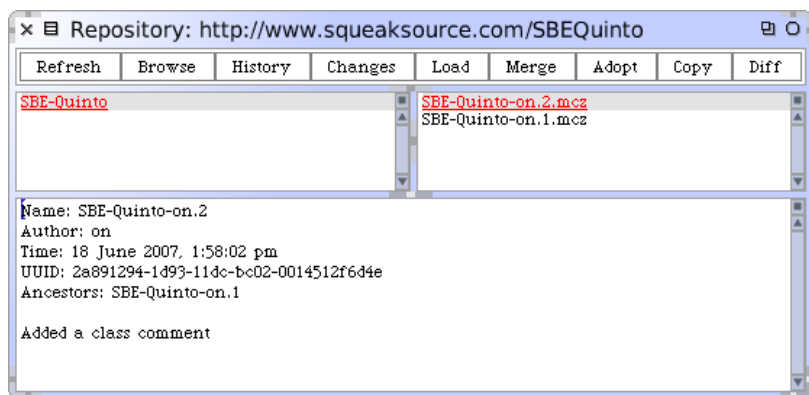 Repository: http://www.squeaksource.com/SBEQuinto
Refresh Browse History Changes Load Merge Adopt Copy Diff
SBE-Quinto
SBE-Quinto-on.2.mcz
SBE-Quinto-on.1.mcz
Name: SBE-Quinto-on.2
Author: on
Time: 18 June 2007, 1:58:02 pm
UUID: 2a891294-1d93-11dc-bc02-0014512f6d4e
Ancestors: SBE-Quinto-on.1
Added a class comment